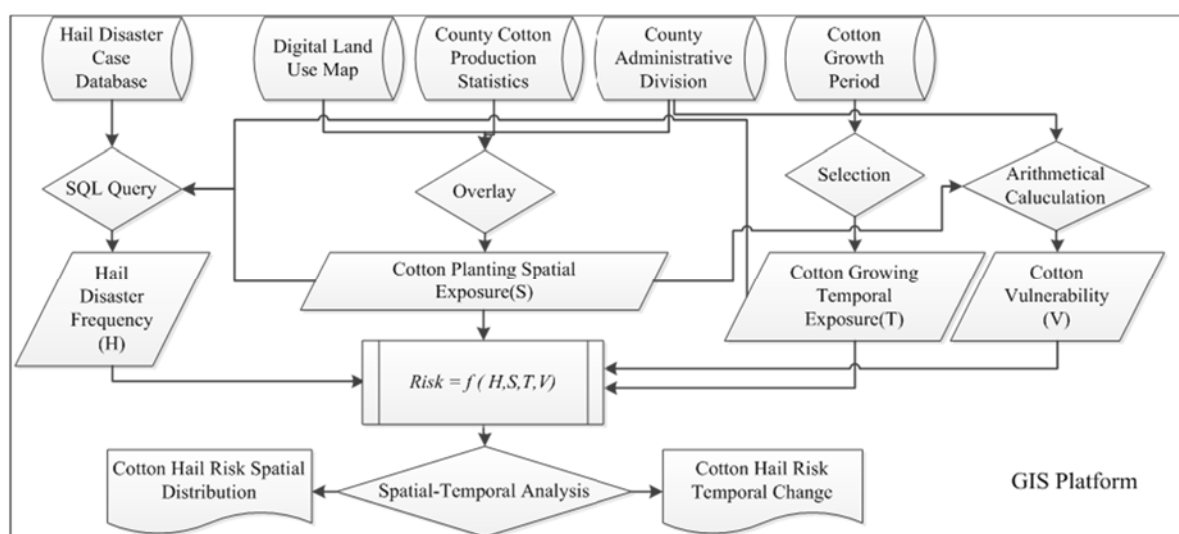 Hail Disaster
Case
Database
Digital Land
Use Map
County Cotton
Production
Statistics
County
Administrative
Division
Cotton
Growth
Period
SQL Query
Overlay
Selection
Arithmetical
Caluculation
Hail
Disaster
Frequency
(H)
Cotton Planting Spatial
Exposure(S)
Cotton Growing
Temporal
Exposure(T)
Cotton
Vulnerability
(V)
Risk = f ( H,S,T,V)
Cotton Hail Risk Spatial
Distribution
Spatial-Temporal Analysis
Cotton Hail Risk
Temporal Change
GIS Platform